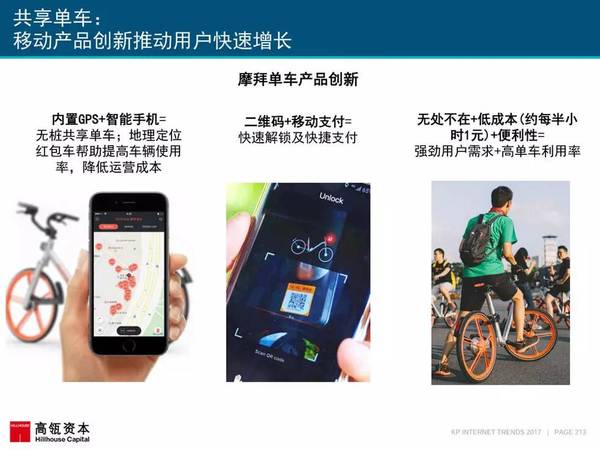 共享单车：
移动产品创新推动用户快速增长
摩拜单车产品创新
内置GPS+智能手机=
无桩共享单车；地理定位
红包车帮助提高车辆使用
率，降低运营成本
二维码+移动支付=
快速解锁及快捷支付
无处不在+低成本(约每半小
时1元)+便利性=
强劲用户需求+高单车利用率
Unlock
Scan QR code
HILLHOUSE
高瓴资本
Hillhouse Capital
KP INTERNET TRENDS 2017 | PAGE 213